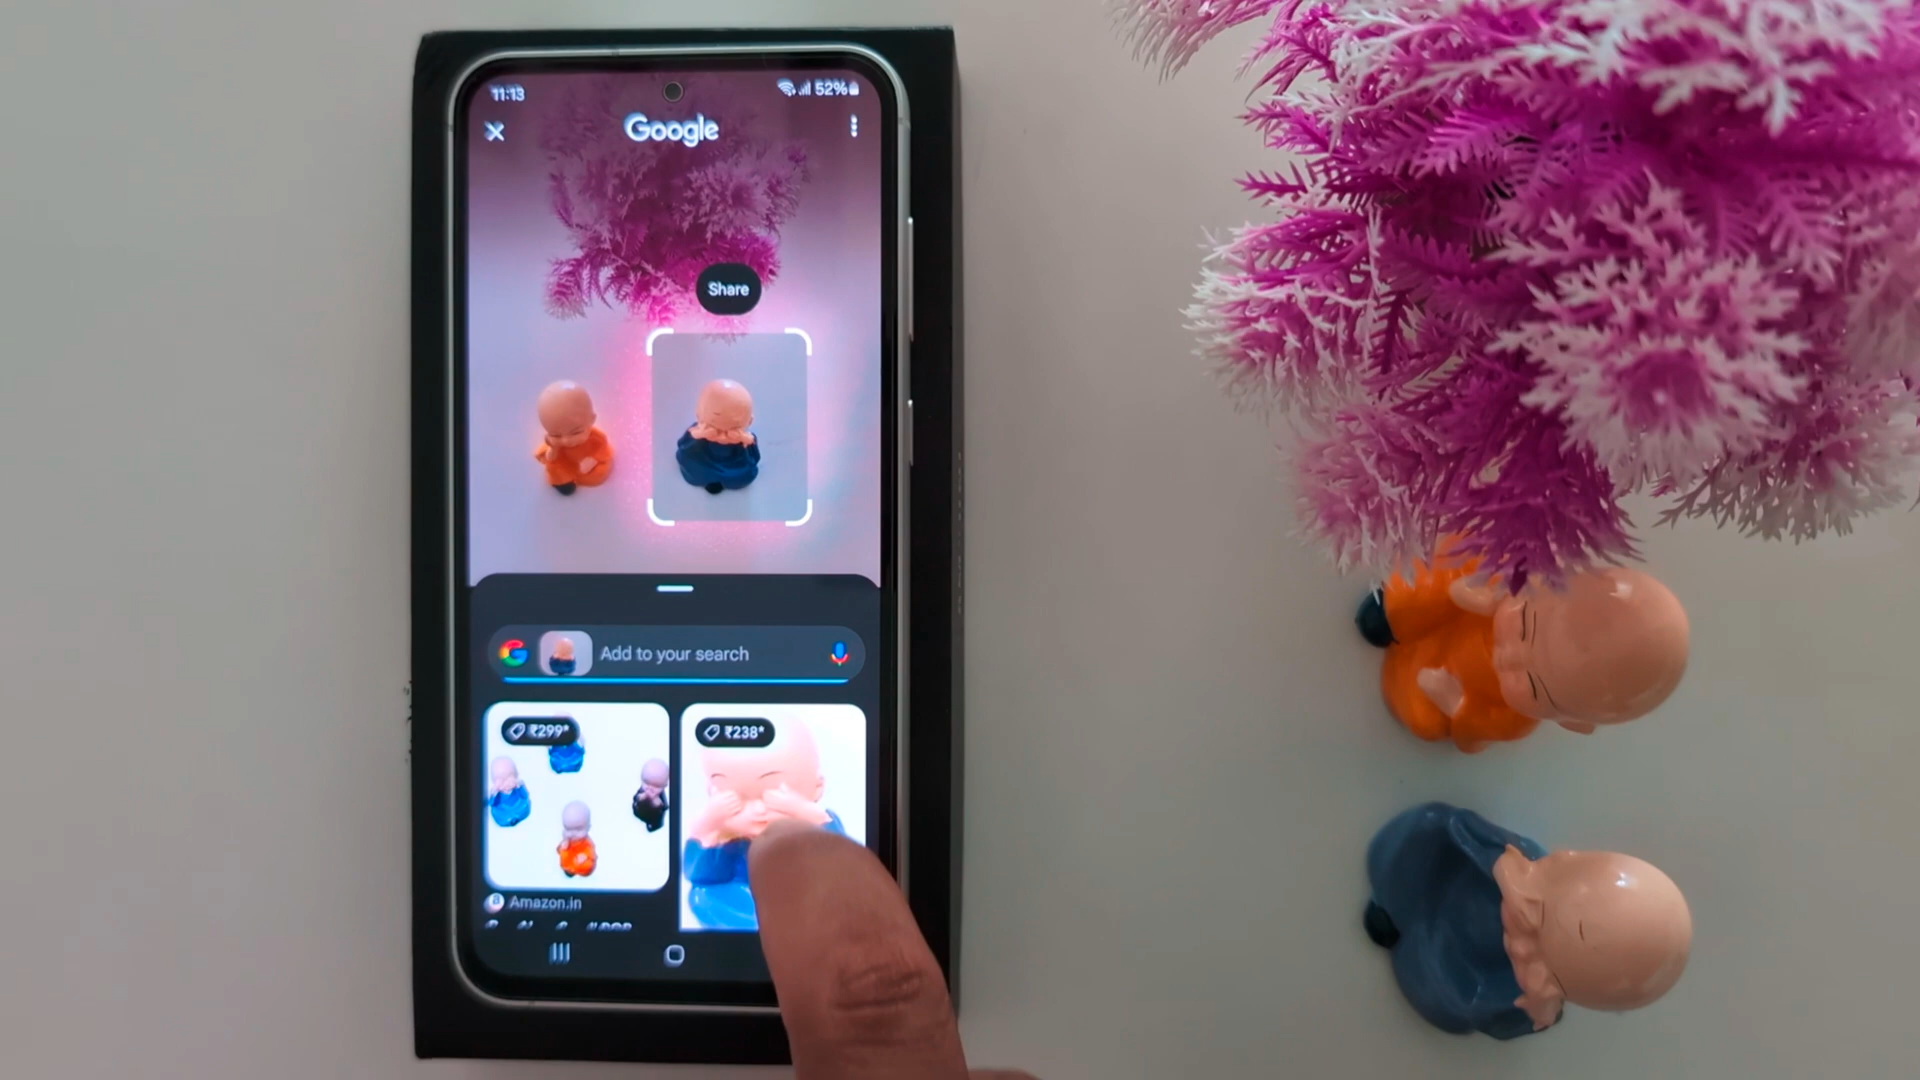 11:13
52%
Google
Share
Add to your search
₹299*
₹238*
Amazon.in